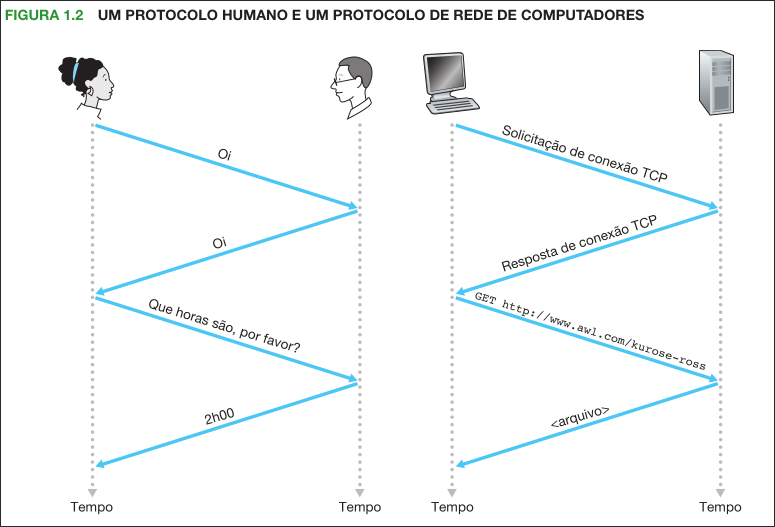 FIGURA 1.2 UM PROTOCOLO HUMANO E UM PROTOCOLO DE REDE DE COMPUTADORES
Oi
Oi
Que horas são, por favor?
2h00
Tempo
Tempo
Solicitação de conexão TCP
Resposta de conexão TCP
GET http://www.awl.com/kurose-ross
<arquivo>
Tempo
Tempo